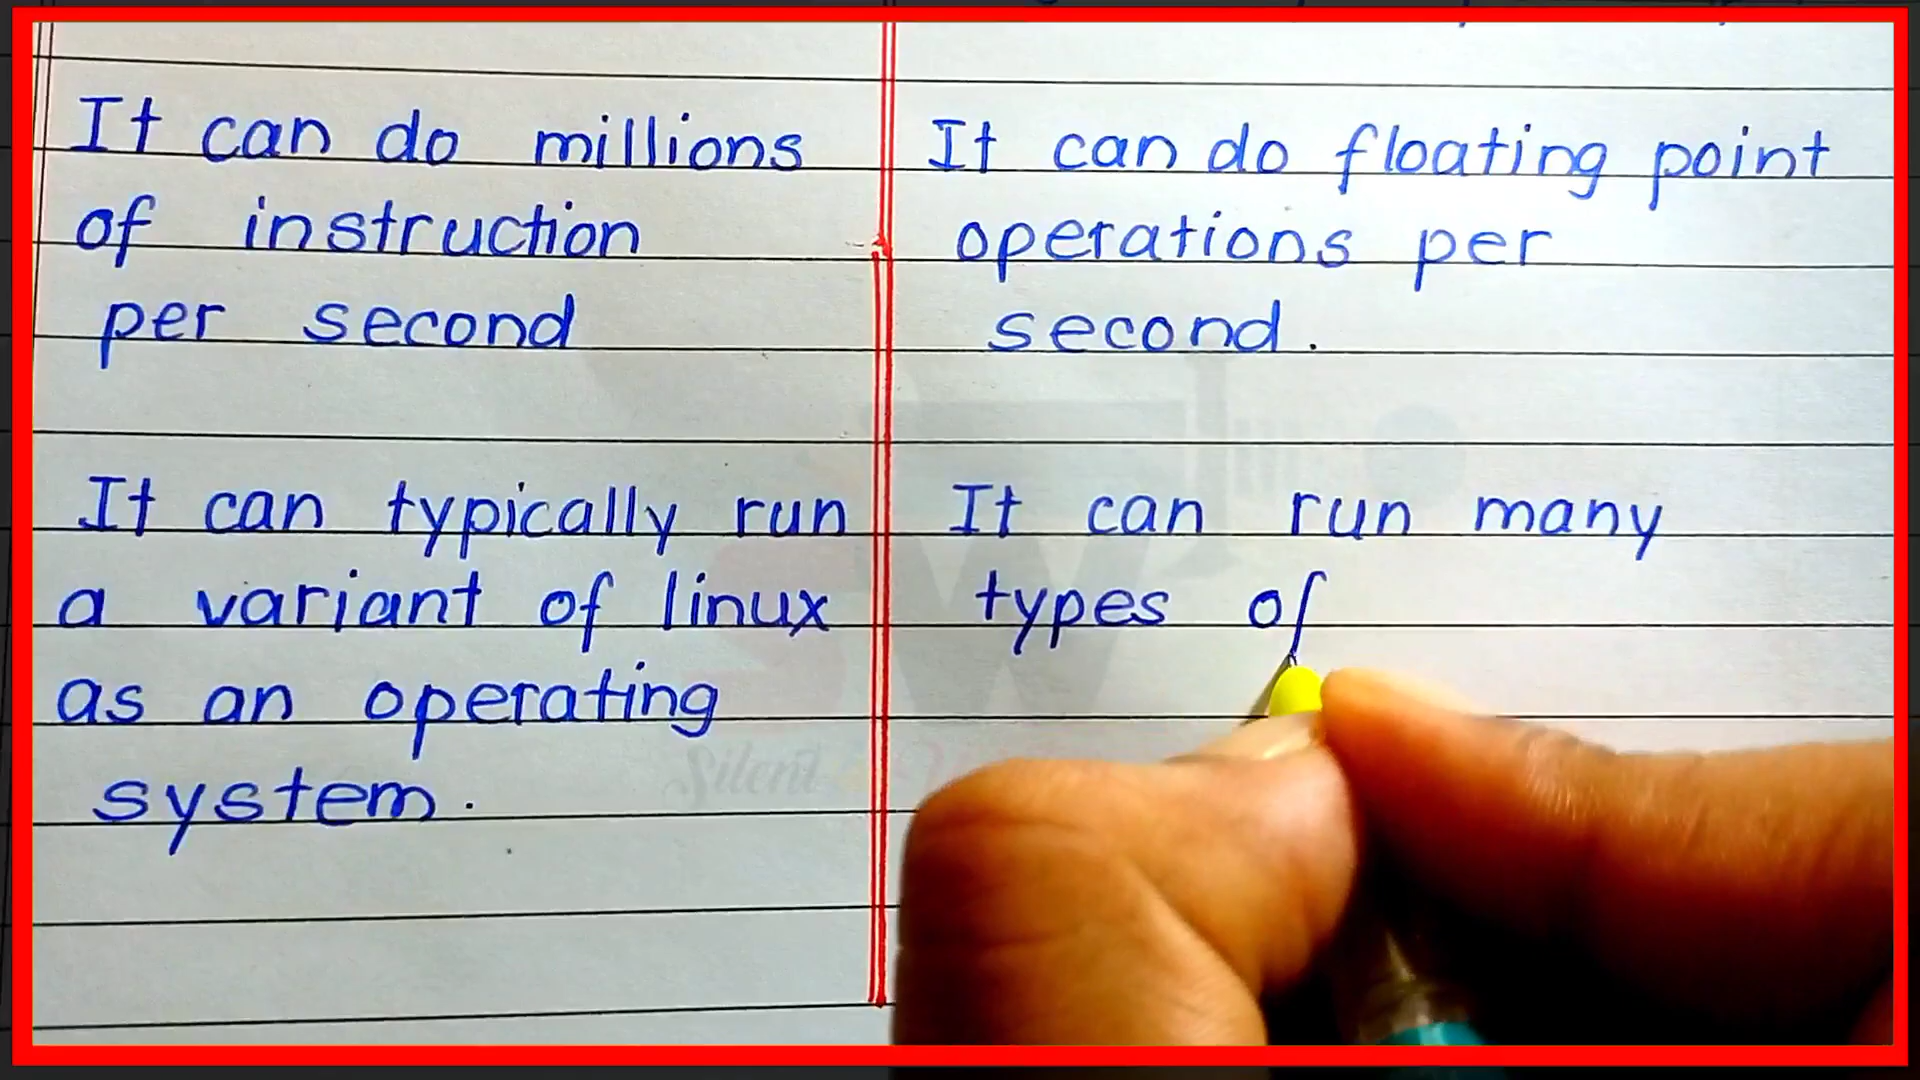 It can do millions
of instruction
per second
It can typically run
a variant of linux
as an operating
system.
It can do floating point
operations per
second.
It can run many
types of
Silent